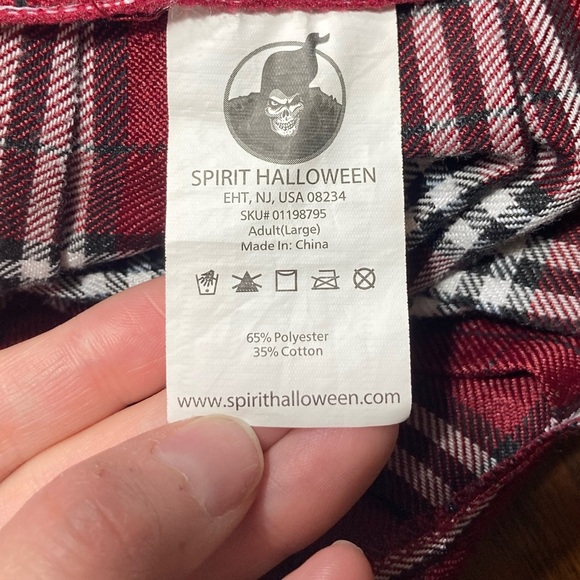 SPIRIT HALLOWEEN
EHT, NJ, USA 08234
SKU# 01198795
Adult(Large)
Made In: China
65% Polyester
35% Cotton
www.spirithalloween.com